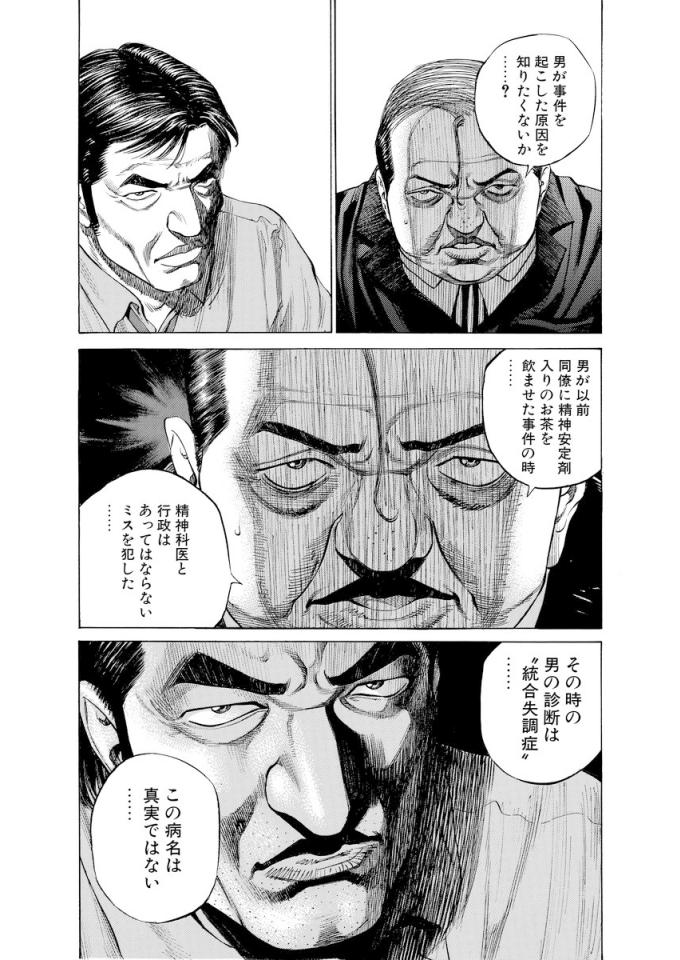 男が事件を
起こした原因を
知りたくないか
……?
男が以前
同僚に精神安定剤
入りのお茶を
飲ませた事件の時
……
精神科医と
行政は
あってはならない
ミスを犯した
……
その時の
男の診断は
〝統合失調症〟
……
この病名は
真実ではない
……